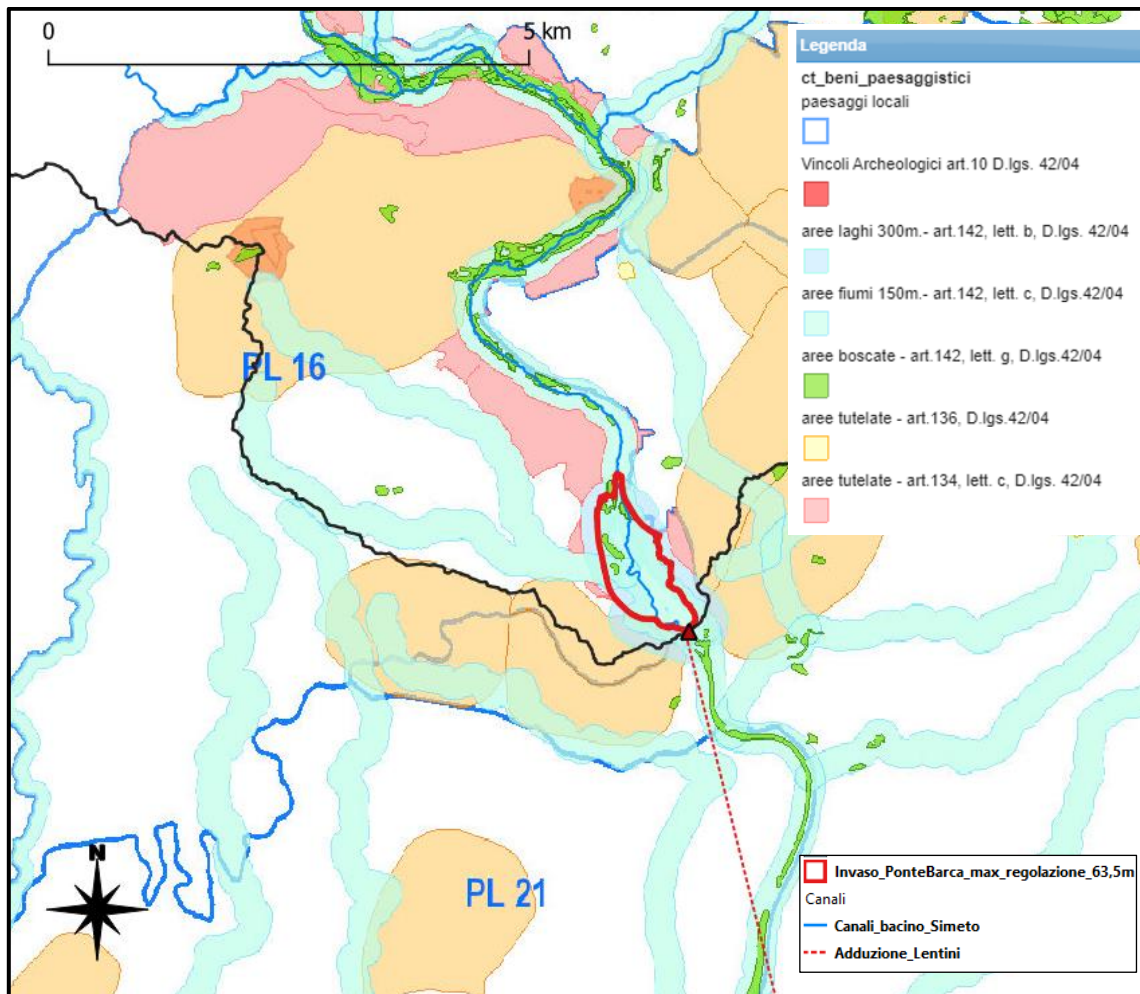 0 5 km
Legenda
ct_beni_paesaggistici
paesaggi locali
Vincoli Archeologici art.10 D.lgs. 42/04
aree laghi 300m.- art.142, lett. b, D.lgs. 42/04
aree fiumi 150m.- art.142, lett. c, D.lgs.42/04
aree boscate - art.142, lett. g, D.lgs.42/04
aree tutelate - art.136, D.lgs.42/04
aree tutelate - art.134, lett. c, D.lgs. 42/04
PL 16
PL 21
N
Invaso_PonteBarca_max_regolazione_63,5m
Canali
Canali_bacino_Simeto
Adduzione_Lentini